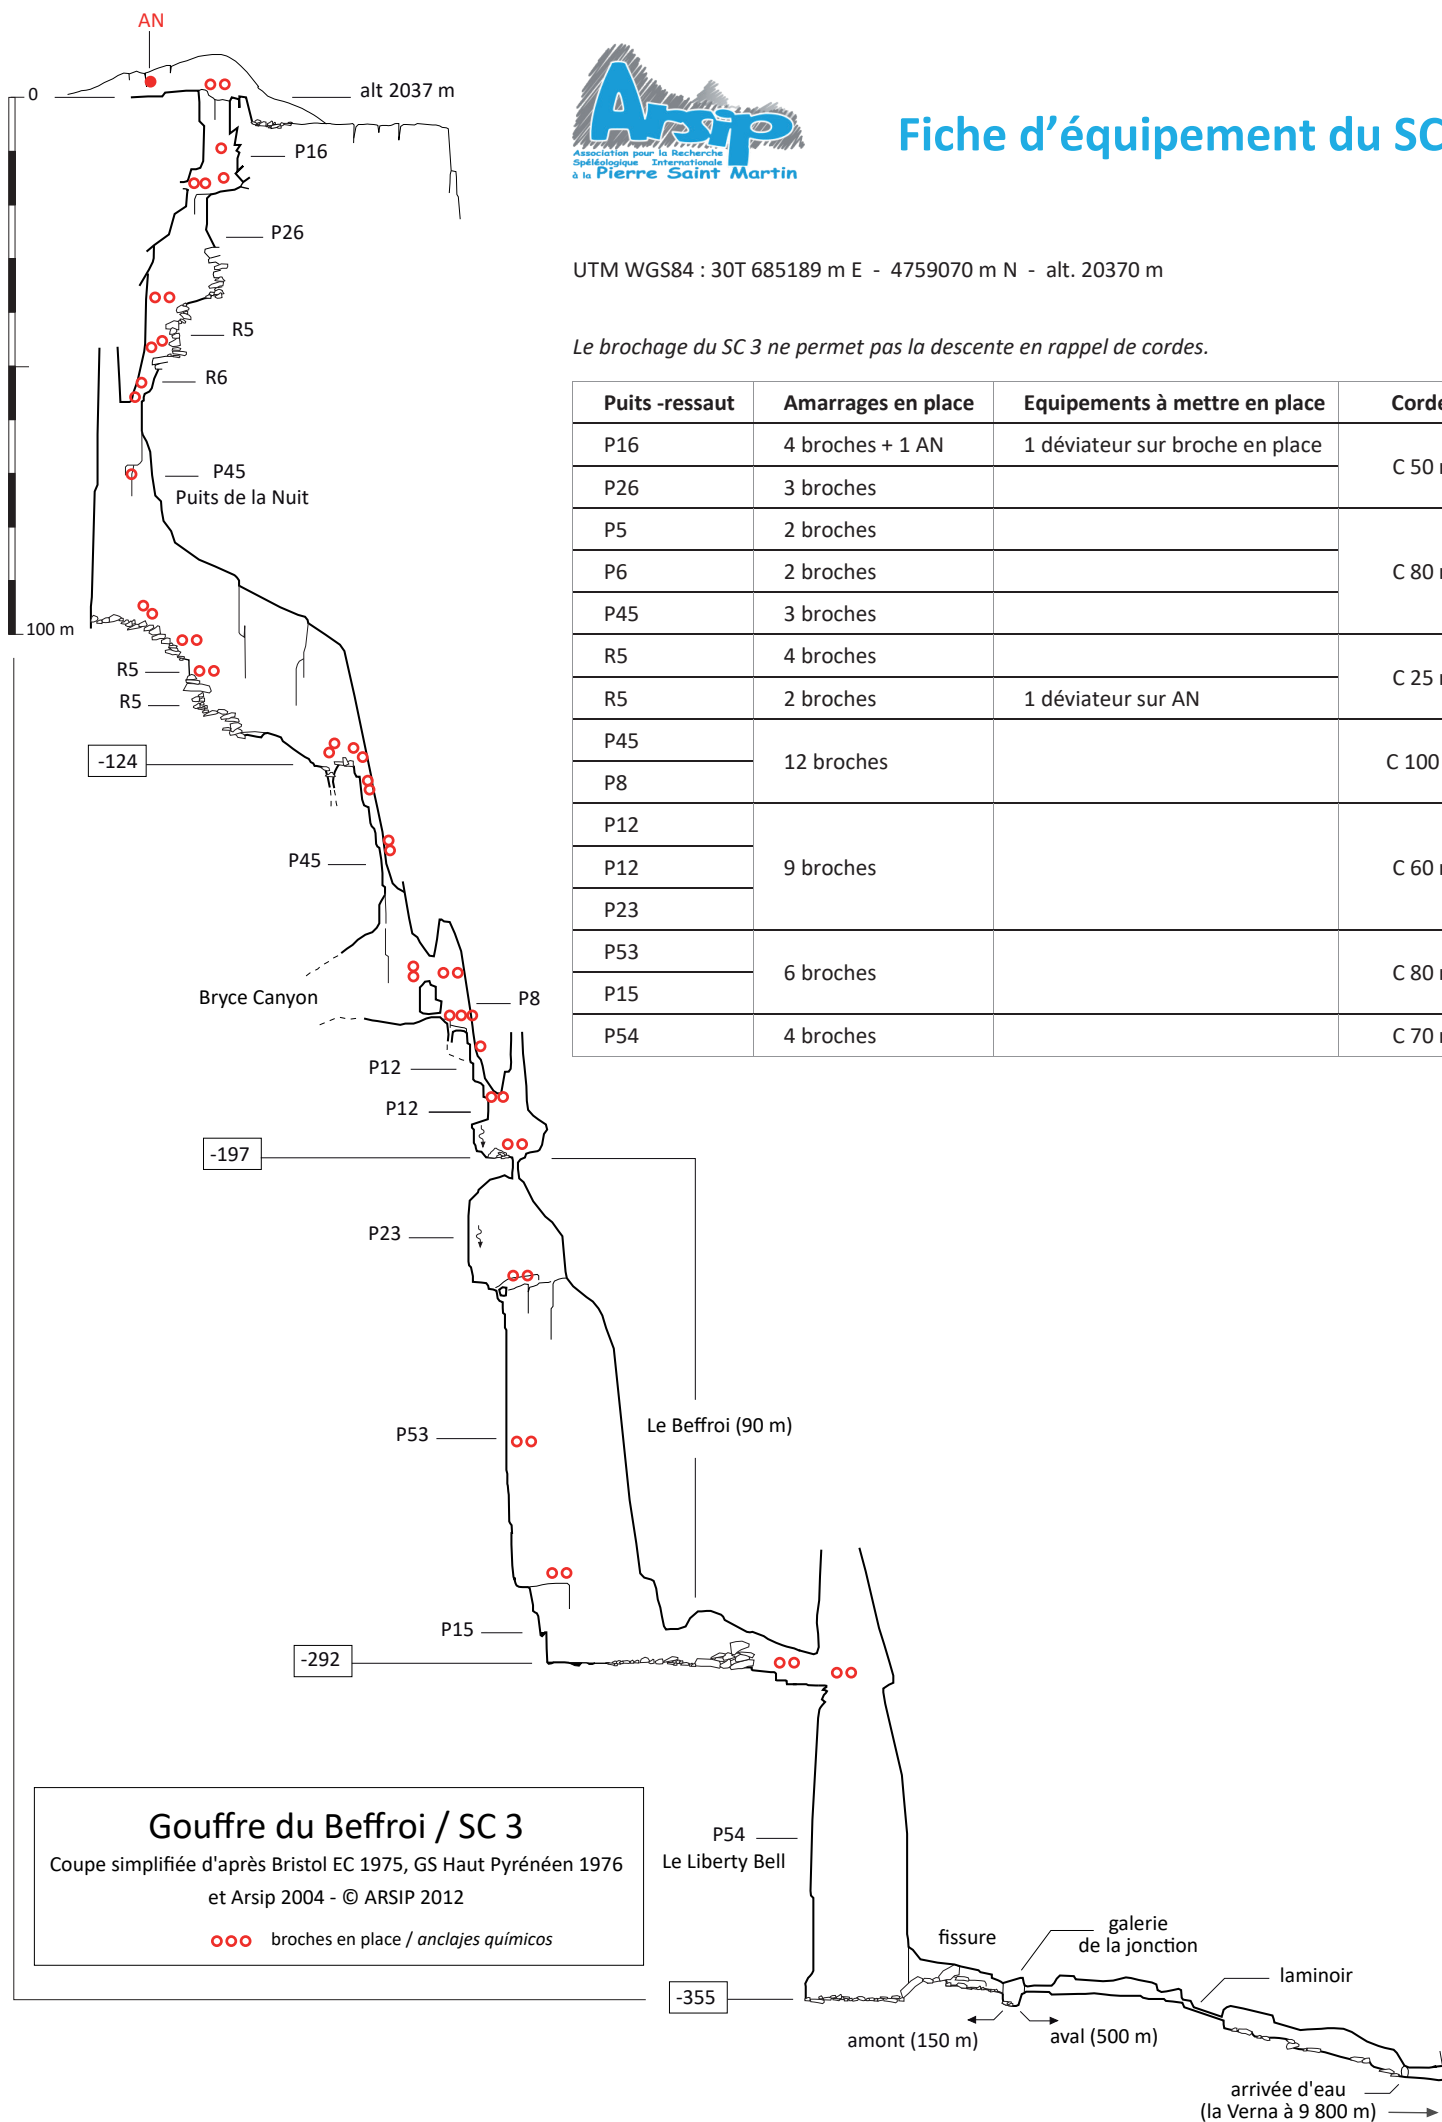 AN
0
alt 2037 m
P16
P26
R5
R6
P45
Puits de la Nuit
100 m
R5
R5
-124
P45
Bryce Canyon
P8
P12
P12
-197
P23
P53
Le Beffroi (90 m)
P15
-292
P54
Le Liberty Bell
-355
fissure
galerie
de la jonction
laminoir
amont (150 m)
aval (500 m)
arrivée d'eau
(la Verna à 9 800 m)
Arsip
Association pour la Recherche
Spéléologique Internationale
à la Pierre Saint Martin
Fiche d'équipement du SC
UTM WGS84 : 30T 685189 m E - 4759070 m N - alt. 20370 m
Le brochage du SC 3 ne permet pas la descente en rappel de cordes.
Puits -ressaut Amarrages en place Equipements à mettre en place Corde
P16 4 broches + 1 AN 1 déviateur sur broche en place
C 50 m
P26 3 broches
P5 2 broches
P6 2 broches C 80 m
P45 3 broches
R5 4 broches
C 25 m
R5 2 broches 1 déviateur sur AN
P45
12 broches C 100
P8
P12
P12 9 broches C 60 m
P23
P53
6 broches C 80 m
P15
P54 4 broches C 70 m
Gouffre du Beffroi / SC 3
Coupe simplifiée d'après Bristol EC 1975, GS Haut Pyrénéen 1976
et Arsip 2004 - © ARSIP 2012
broches en place / anclajes químicos